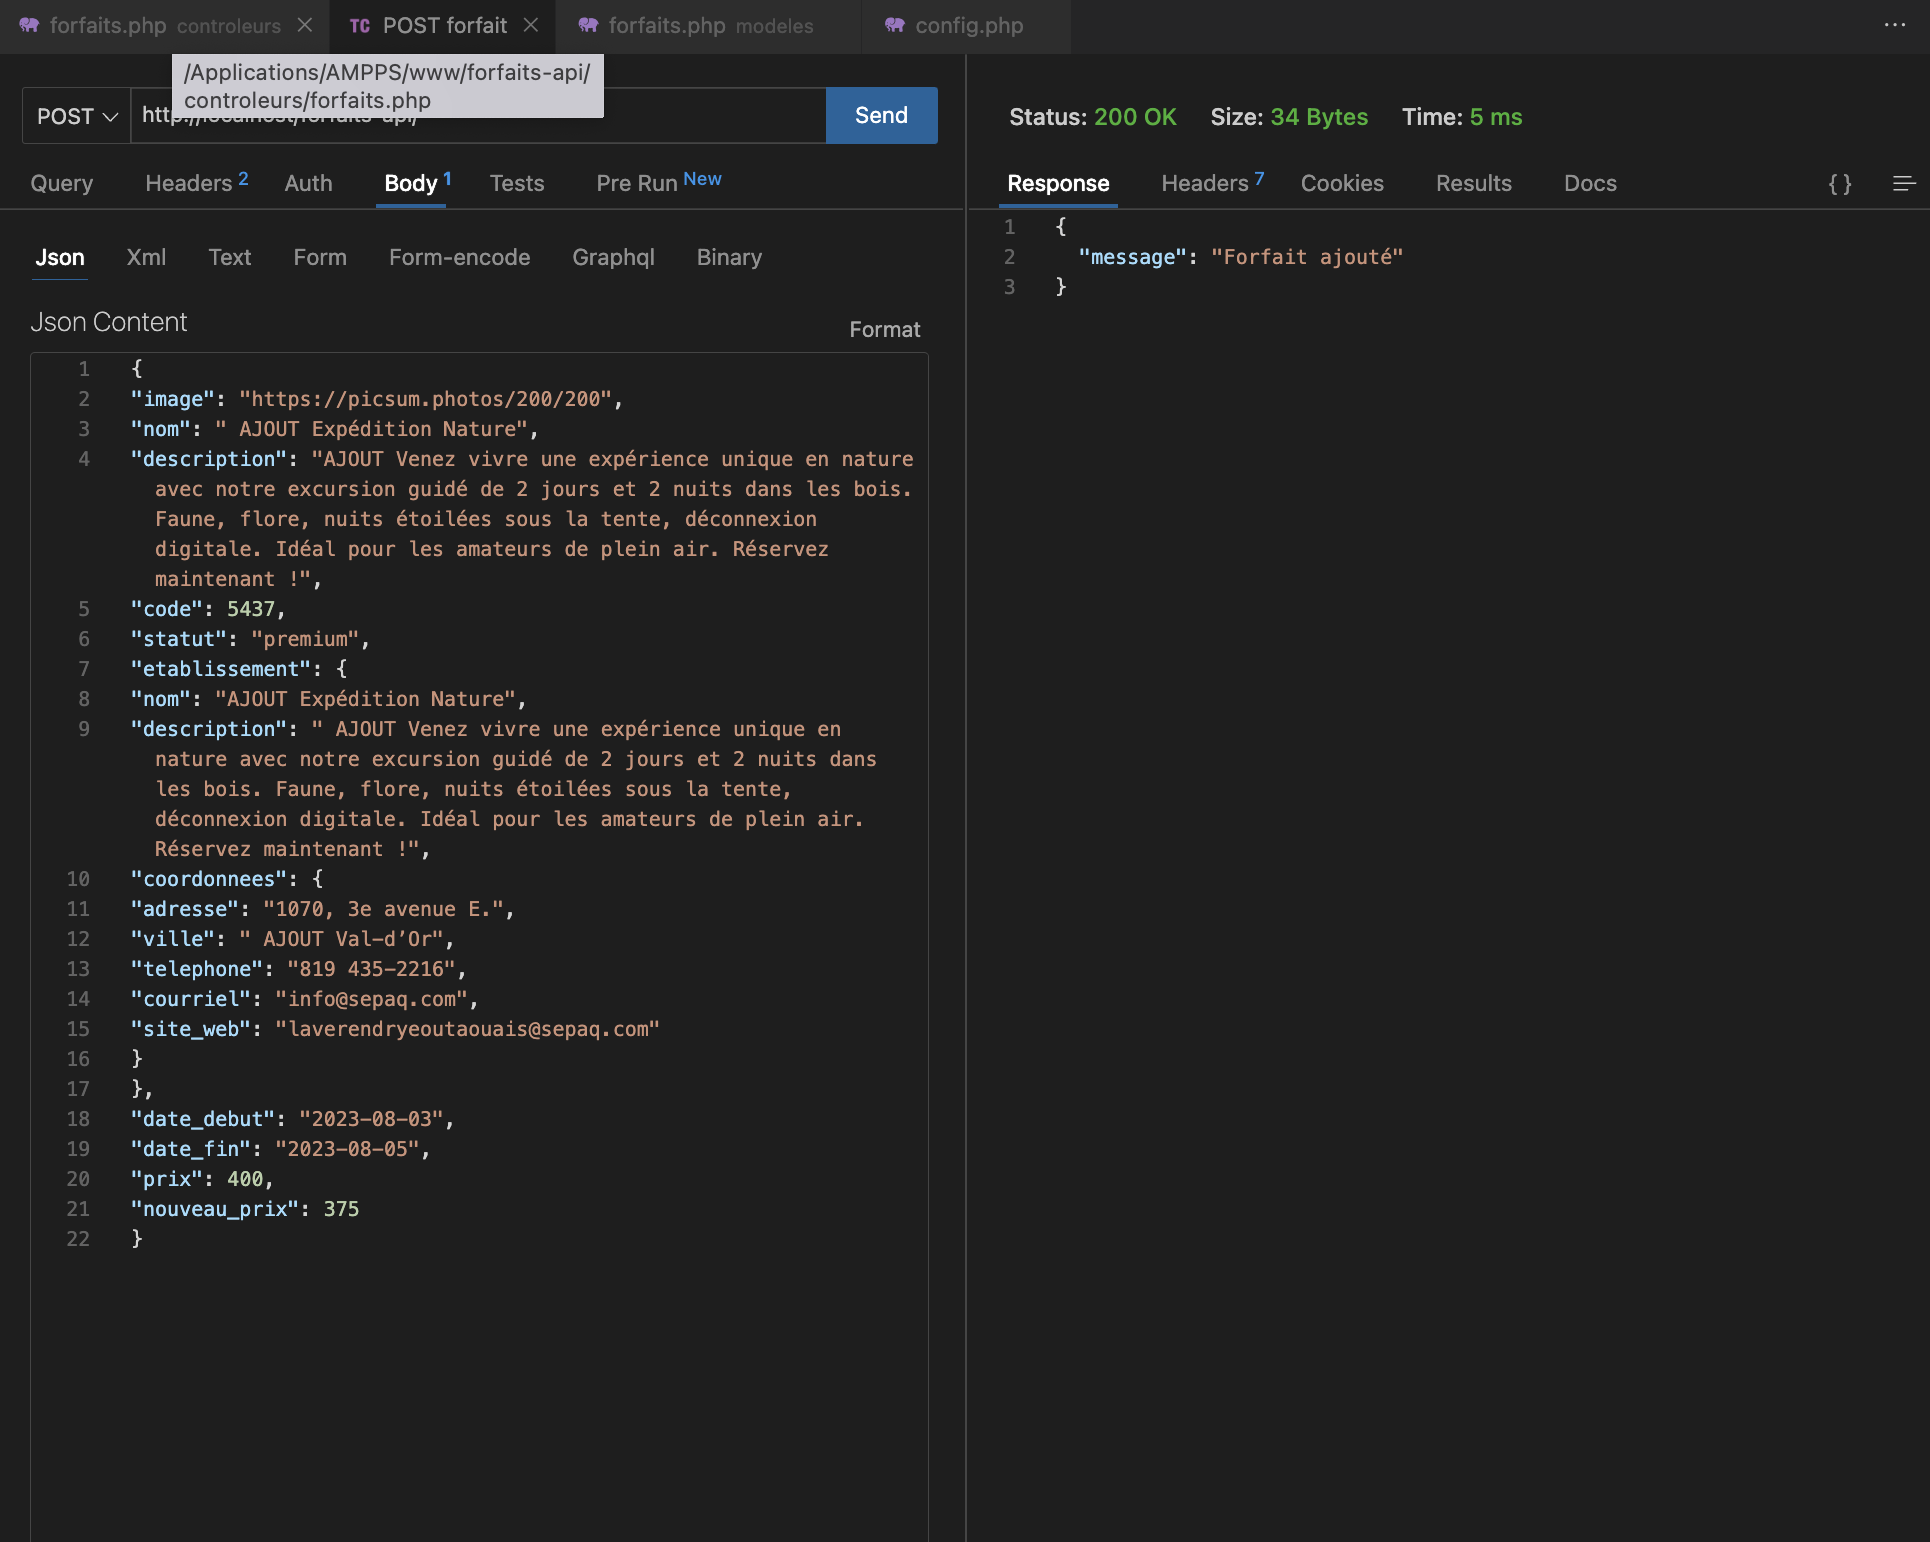 forfaits.php controleurs
TC POST forfait
forfaits.php modeles
config.php
/Applications/AMPPS/www/forfaits-api/
controleurs/forfaits.php
POST http://localhost/forfaits-api/ Send
Status: 200 OK Size: 34 Bytes Time: 5 ms
Query Headers 2 Auth Body 1 Tests Pre Run New
Response Headers 7 Cookies Results Docs { }
Json Xml Text Form Form-encode Graphql Binary
Json Content
Format
1 {
2 "image": "https://picsum.photos/200/200",
3 "nom": " AJOUT Expédition Nature",
4 "description": "AJOUT Venez vivre une expérience unique en nature
avec notre excursion guidé de 2 jours et 2 nuits dans les bois.
Faune, flore, nuits étoilées sous la tente, déconnexion
digitale. Idéal pour les amateurs de plein air. Réservez
maintenant !",
5 "code": 5437,
6 "statut": "premium",
7 "etablissement": {
8 "nom": "AJOUT Expédition Nature",
9 "description": " AJOUT Venez vivre une expérience unique en
nature avec notre excursion guidé de 2 jours et 2 nuits dans
les bois. Faune, flore, nuits étoilées sous la tente,
déconnexion digitale. Idéal pour les amateurs de plein air.
Réservez maintenant !",
10 "coordonnees": {
11 "adresse": "1070, 3e avenue E.",
12 "ville": " AJOUT Val-d’Or",
13 "telephone": "819 435-2216",
14 "courriel": "info@sepaq.com",
15 "site_web": "laverendryeoutaouais@sepaq.com"
16 }
17 },
18 "date_debut": "2023-08-03",
19 "date_fin": "2023-08-05",
20 "prix": 400,
21 "nouveau_prix": 375
22 }
1 {
2 "message": "Forfait ajouté"
3 }